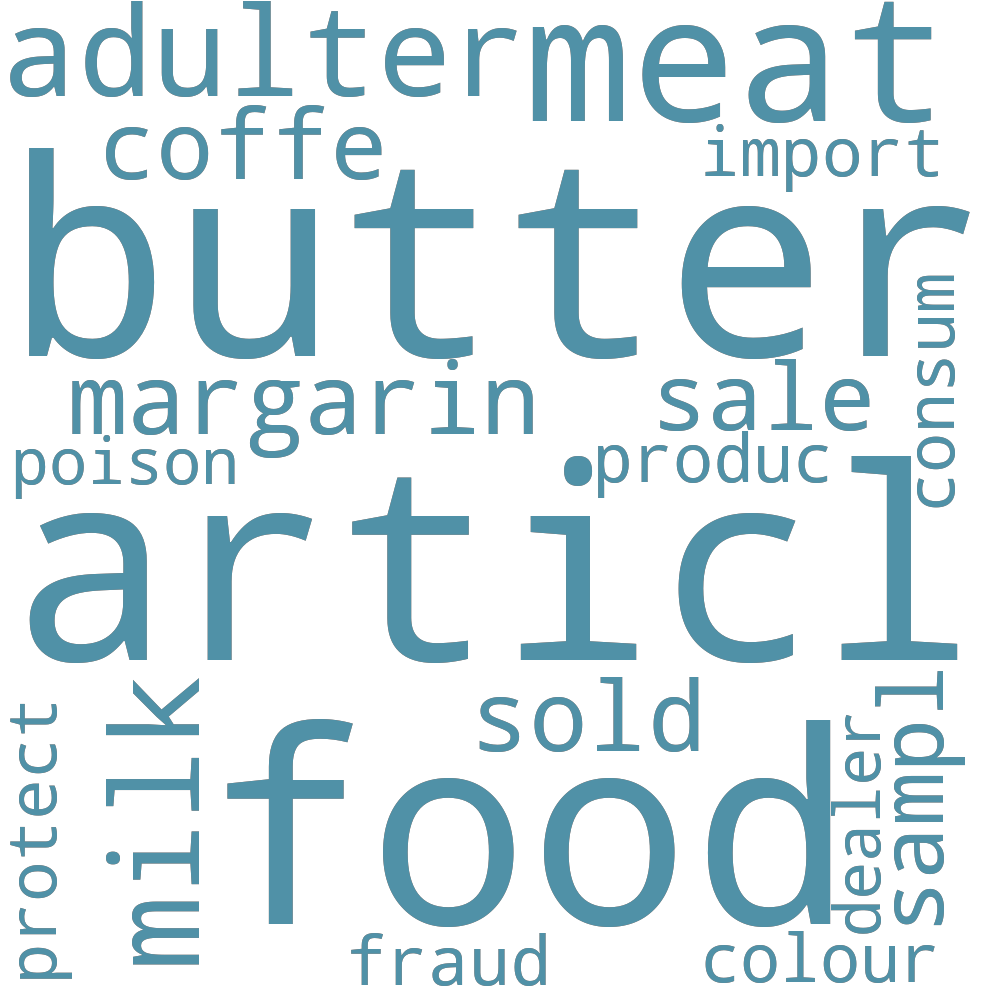 adulter meat
coffe import
butter
consum
margarin sale
poison produc
articl
protect milk sold sampl
food dealer
fraud colour